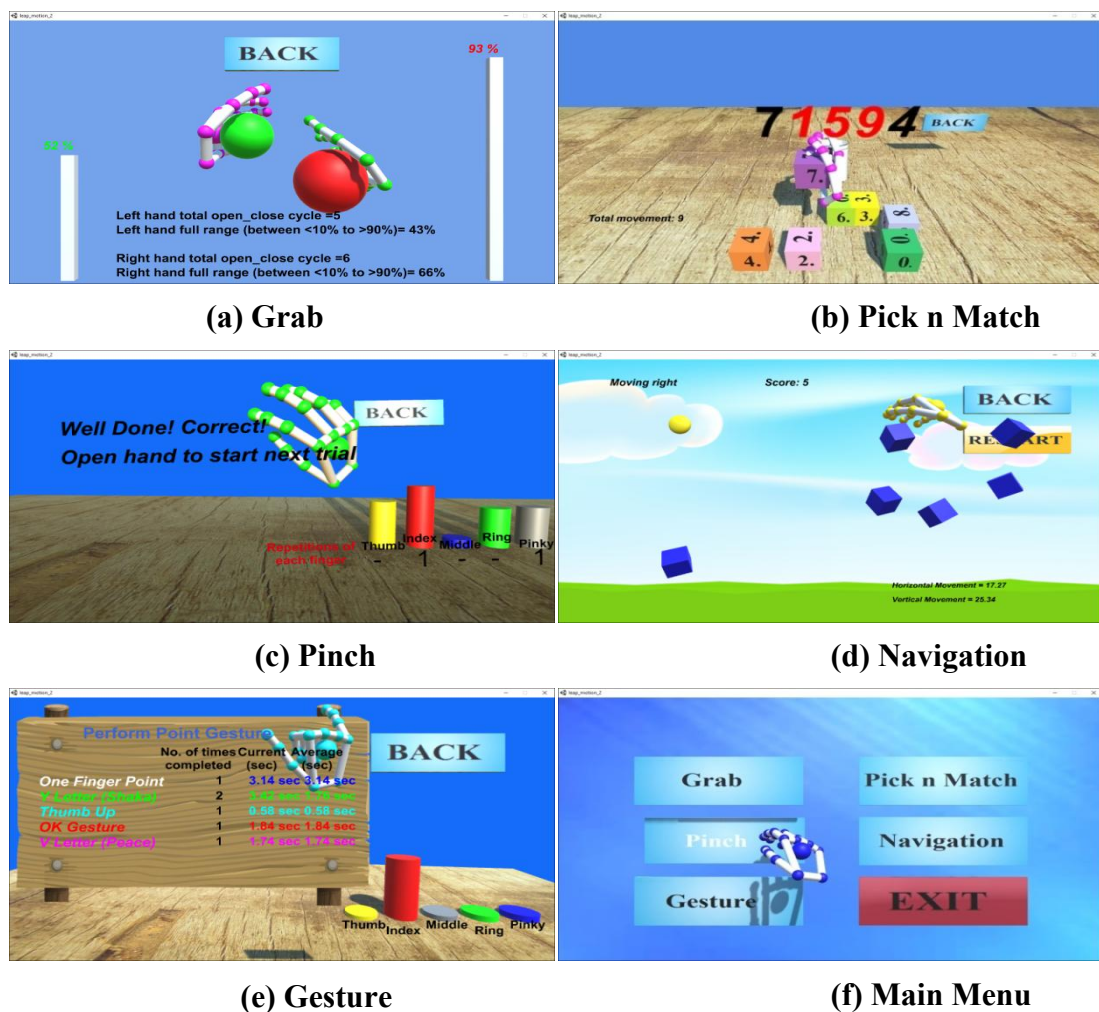 leap_motion_2
BACK
93 %
52 %
Left hand total open_close cycle =5
Left hand full range (between <10% to >90%)= 43%
Right hand total open_close cycle =6
Right hand full range (between <10% to >90%)= 66%
(a) Grab
leap_motion_2
7 1594
BACK
7.
3.
6. 3.
8.
Total movement: 9
4. 2. 0.
4. 2. 0.
(b) Pick n Match
leap_motion_2
BACK
Well Done! Correct!
Open hand to start next trial
Repetitions of
each finger
Thumb Index Middle Ring Pinky
- 1 - - 1
(c) Pinch
leap_motion_2
Moving right Score: 5
BACK
Horizontal Movement = 17.27
Vertical Movement = 25.34
(d) Navigation
leap_motion_2
Perform Point Gesture
BACK
No. of times Current Average
completed (sec) (sec)
One Finger Point 1 3.14 sec 3.14 sec
Y Letter (Shaka) 2
Thumb Up 1 0.58 sec 0.58 sec
OK Gesture 1 1.84 sec 1.84 sec
V Letter (Peace) 1 1.74 sec 1.74 sec
Thumb Index Middle Ring Pinky
(e) Gesture
leap_motion_2
Grab Pick n Match
Pinch Navigation
Gesture EXIT
(f) Main Menu